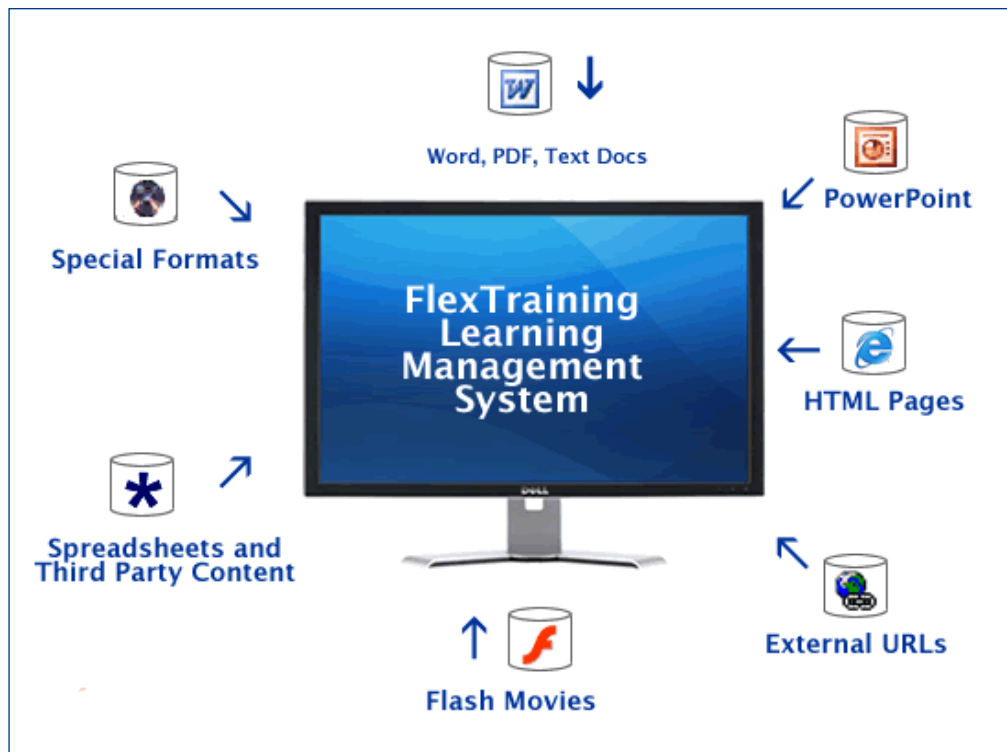 W
Word, PDF, Text Docs
PowerPoint
Special Formats
FlexTraining
Learning
Management
System
HTML Pages
DELL
Spreadsheets and
Third Party Content
External URLs
Flash Movies